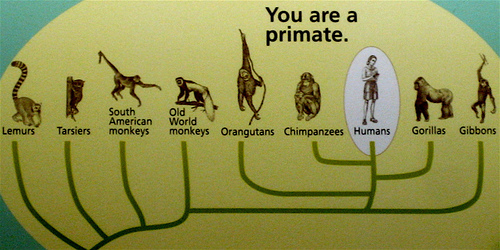 You are a
primate.
Lemurs
Tarsiers
South
American
monkeys
Old
World
monkeys
Orangutans
Chimpanzees
Humans
Gorillas
Gibbons